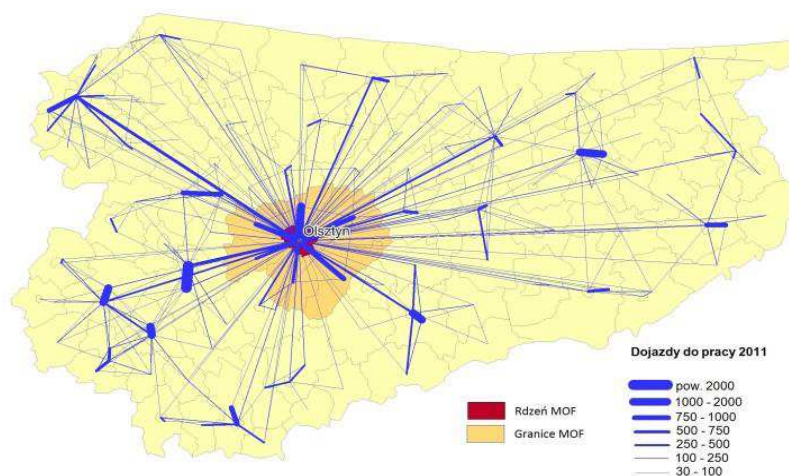 Olsztyn
Dojazdy do pracy 2011
pow. 2000
1000 - 2000
750 - 1000
500 - 750
250 - 500
100 - 250
30 - 100
Rdzeń MOF
Granice MOF